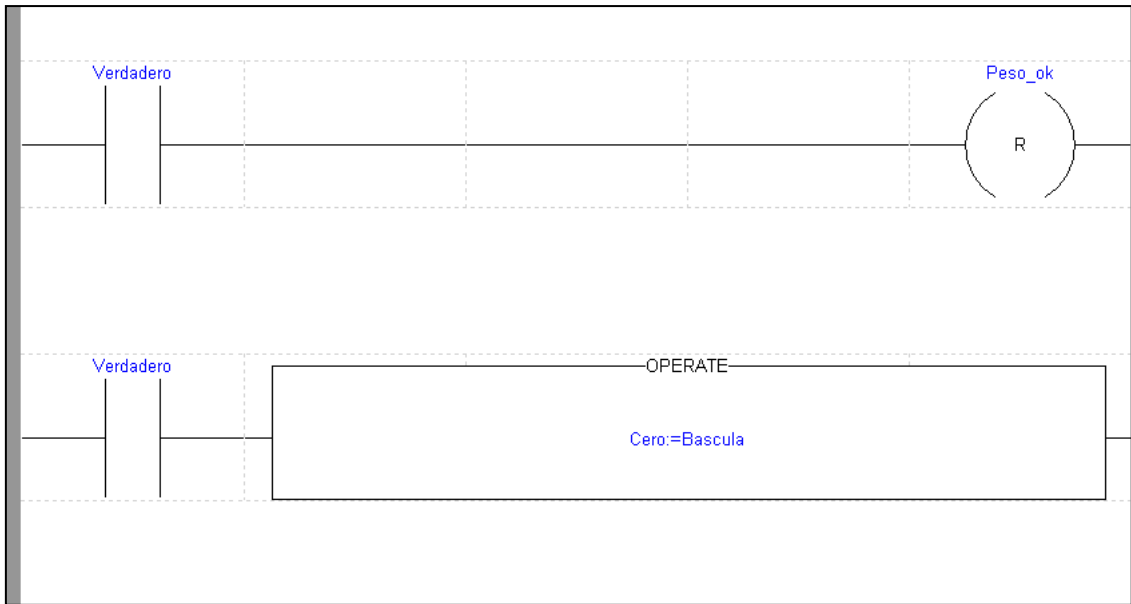 Verdadero
Peso_ok
R
Verdadero
OPERATE
Cero:=Bascula